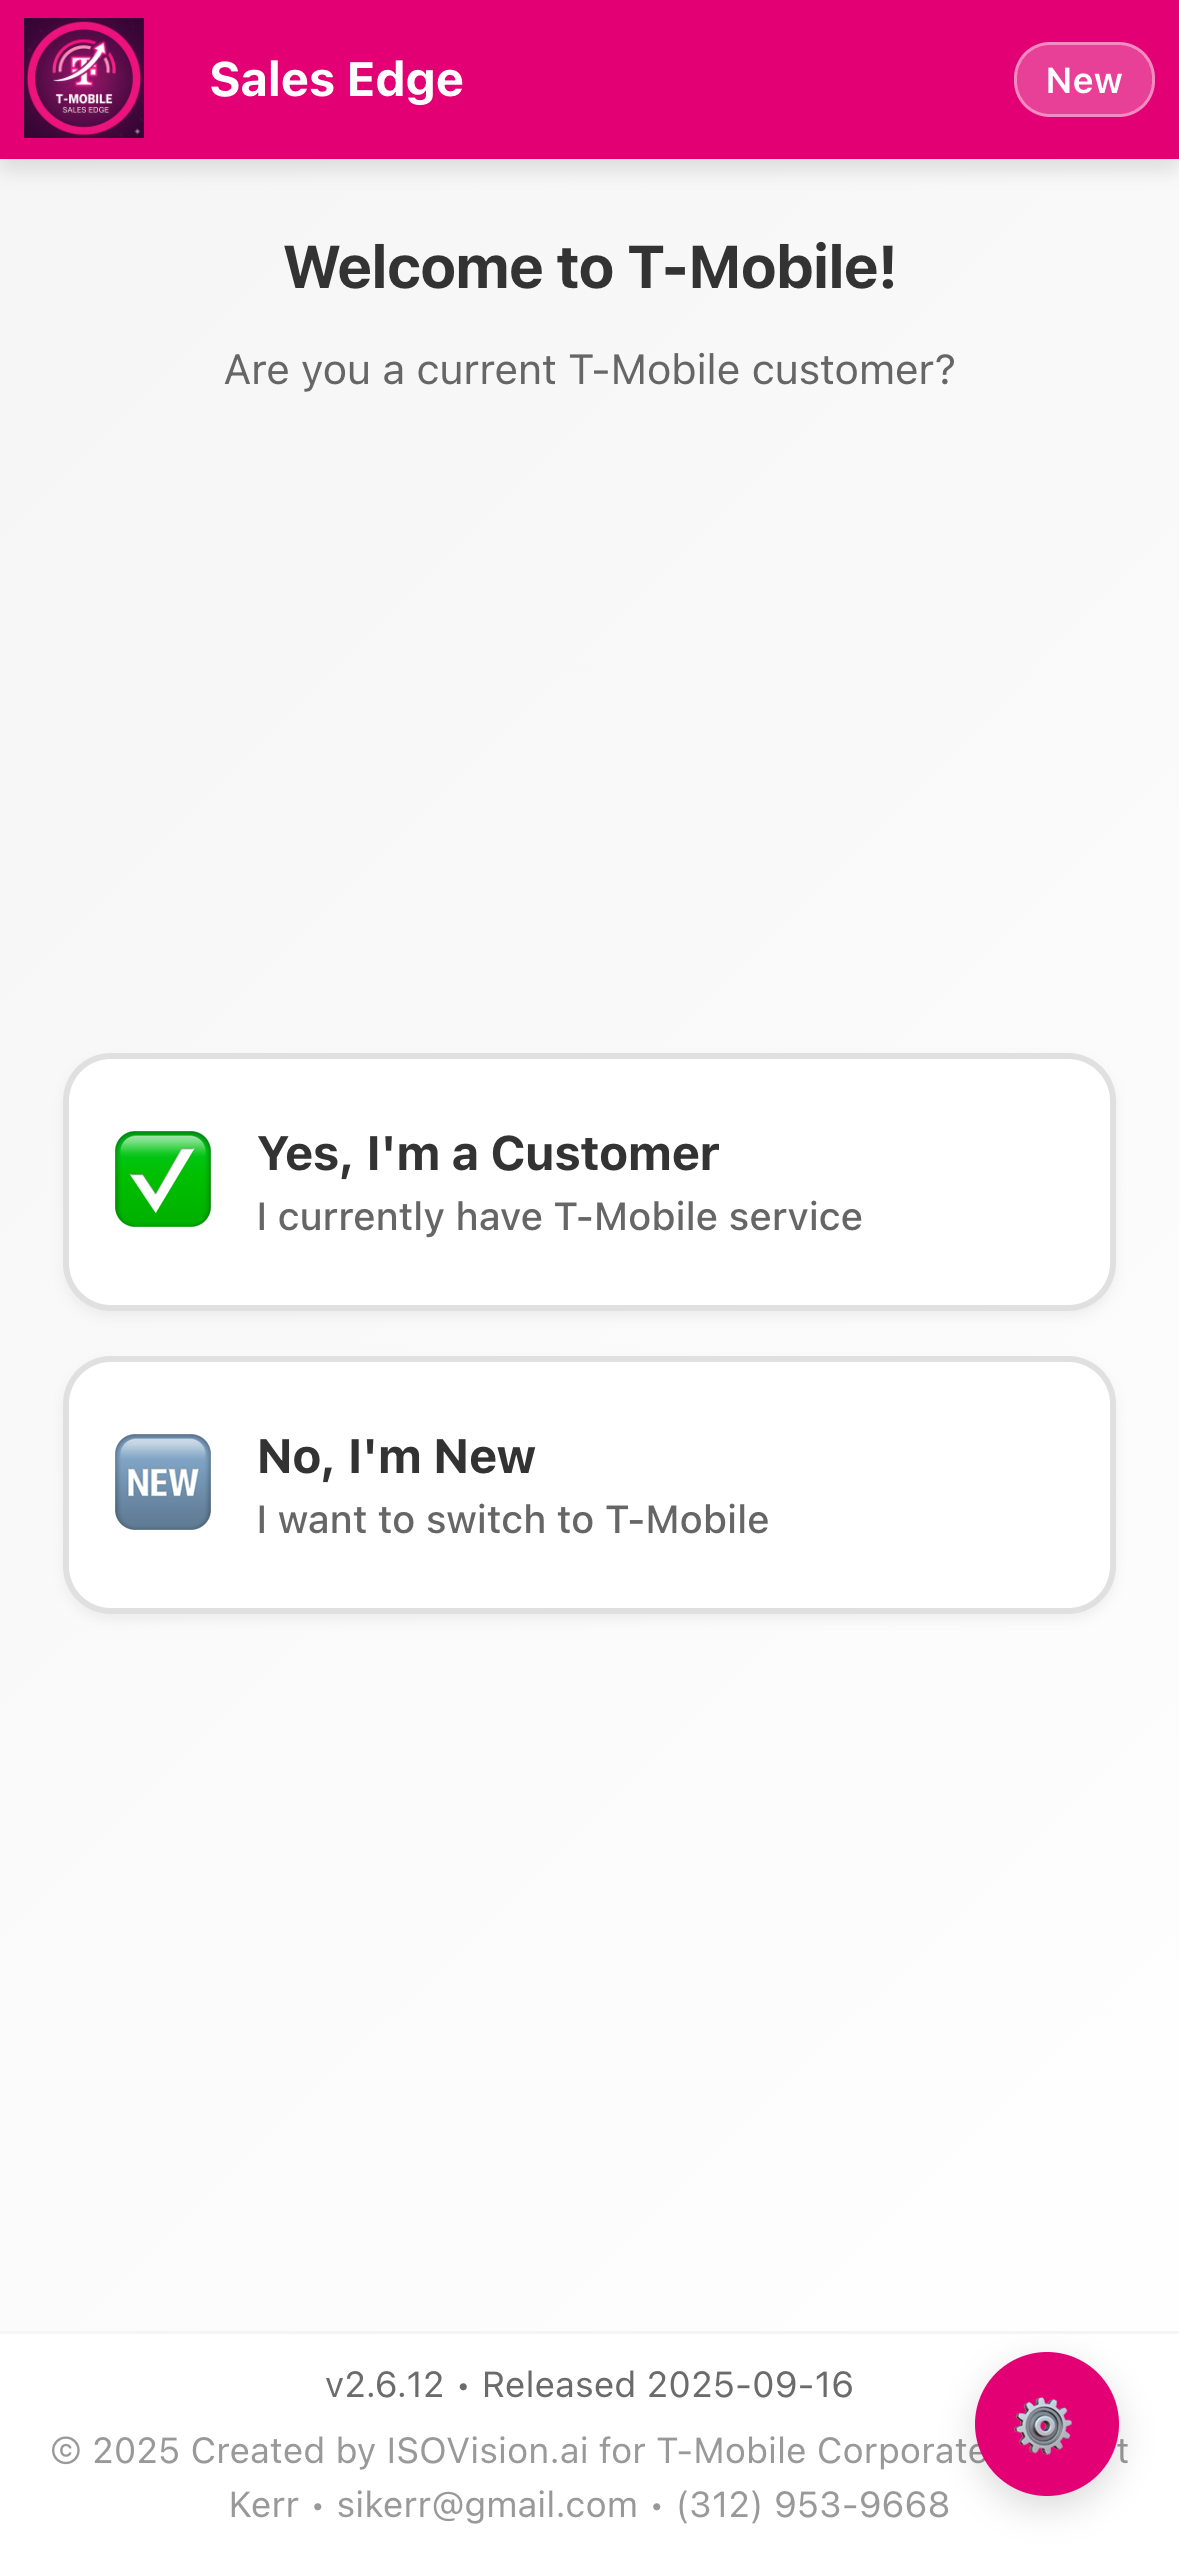 T-MOBILE
SALES EDGE
Sales Edge
New
Welcome to T-Mobile!
Are you a current T-Mobile customer?
Yes, I'm a Customer
I currently have T-Mobile service
NEW
No, I'm New
I want to switch to T-Mobile
v2.6.12 • Released 2025-09-16
© 2025 Created by ISOVision.ai for T-Mobile Corporate
Kerr • sikerr@gmail.com • (312) 953-9668